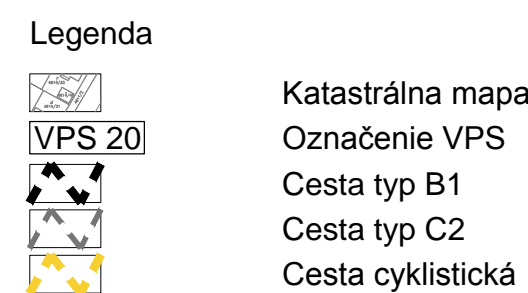 Legenda
Katastrálna mapa
VPS 20 Označenie VPS
Cesta typ B1
Cesta typ C2
Cesta cyklistická